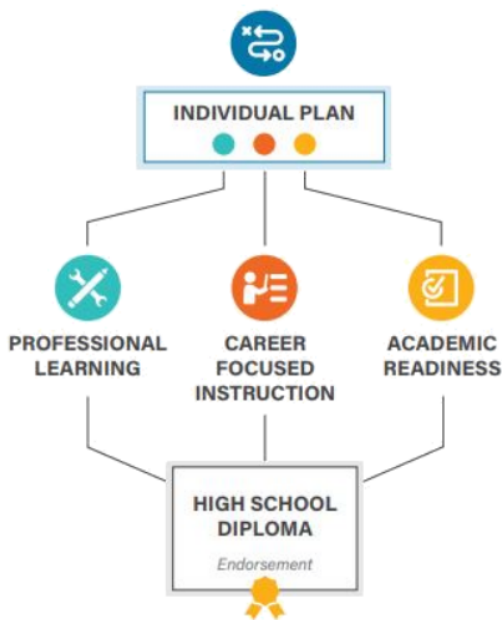 INDIVIDUAL PLAN
PROFESSIONAL
LEARNING
CAREER
FOCUSED
INSTRUCTION
ACADEMIC
READINESS
HIGH SCHOOL
DIPLOMA
Endorsement